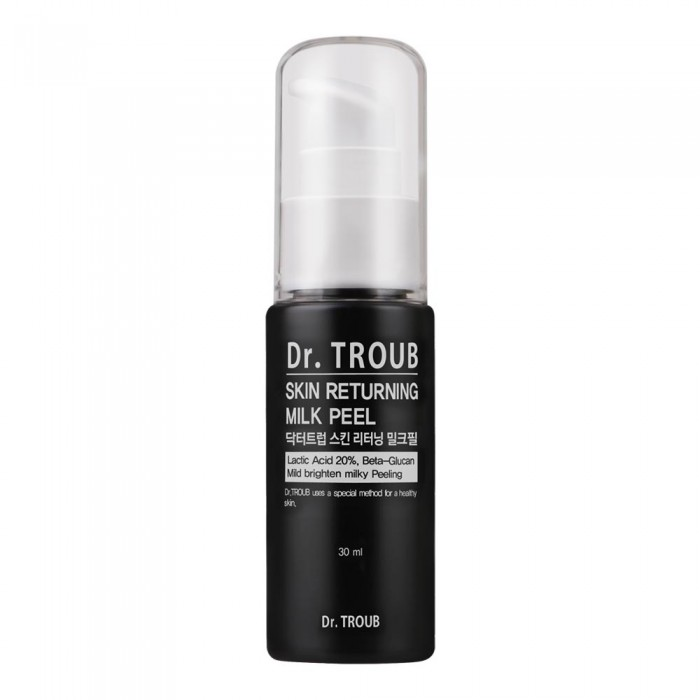 Dr. TROUB
SKIN RETURNING
MILK PEEL
닥터트럽 스킨 리터닝 밀크필
Lactic Acid 20%, Beta-Glucan
Mild brighten milky Peeling
Dr.TROUB uses a special method for a healthy
skin.
30 ml
Dr. TROUB